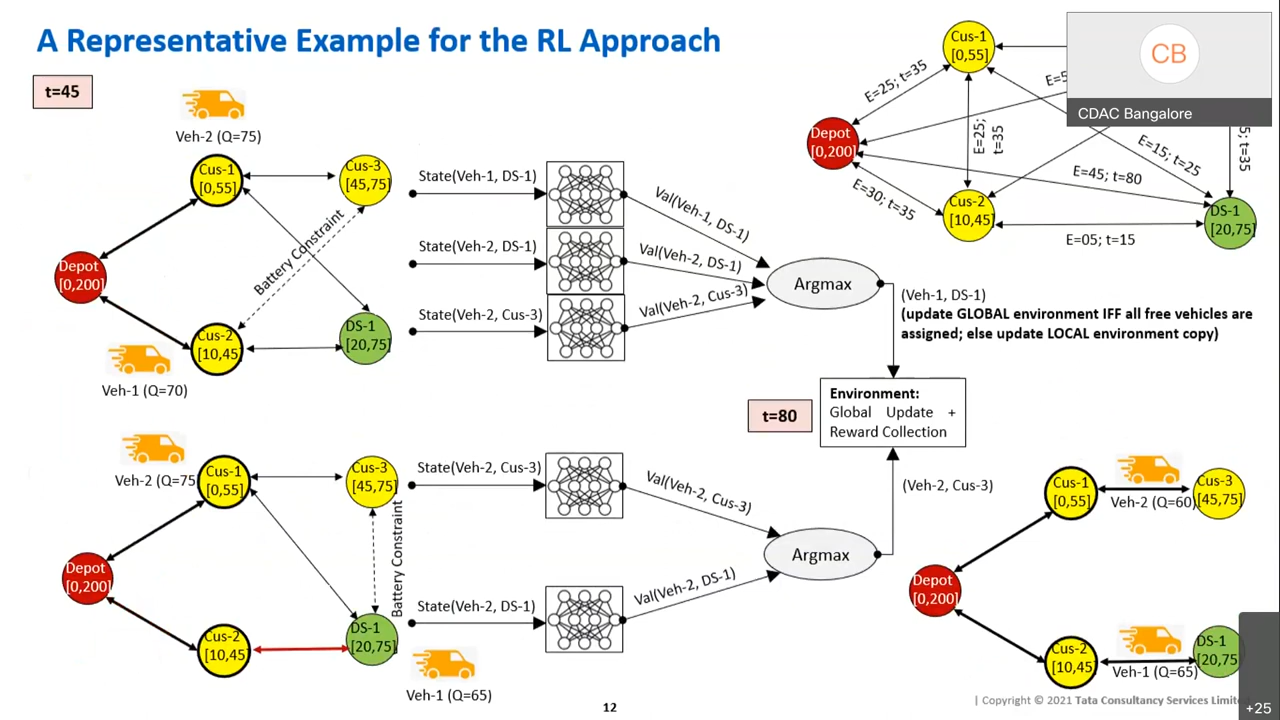 A Representative Example for the RL Approach
t=45
Veh-2 (Q=75)
Cus-1
[0,55]
Cus-3
[45,75]
Depot
[0,200]
Battery Constraint
Cus-2
[10,45]
DS-1
[20,75]
Veh-1 (Q=70)
State(Veh-1, DS-1)
State(Veh-2, DS-1)
State(Veh-2, Cus-3)
Val(Veh-1, DS-1)
Val(Veh-2, DS-1)
Val(Veh-2, Cus-3)
Argmax
Cus-1
[0,55]
E=25; t=35
Depot
[0,200]
E=25;
t=35
E=15; t=25
E=45; t=80
E=30; t=35
Cus-2
[10,45]
E=05; t=15
DS-1
[20,75]
5; t=35
CB
CDAC Bangalore
(Veh-1, DS-1)
(update GLOBAL environment IFF all free vehicles are
assigned; else update LOCAL environment copy)
t=80
Environment:
Global Update +
Reward Collection
Veh-2 (Q=75
Cus-1
[0,55]
Cus-3
[45,75]
Depot
[0,200]
Battery Constraint
Cus-2
[10,45]
DS-1
[20,75]
Veh-1 (Q=65)
State(Veh-2, Cus-3)
State(Veh-2, DS-1)
Val(Veh-2, Cus-3)
Val(Veh-2, DS-1)
Argmax
(Veh-2, Cus-3)
Cus-1
[0,55]
Veh-2 (Q=60)
Cus-3
[45,75]
Depot
[0,200]
Cus-2
[10,45]
Veh-1 (Q=65)
DS-1
[20,75]
12
| Copyright © 2021 Tata Consultancy Services
+25